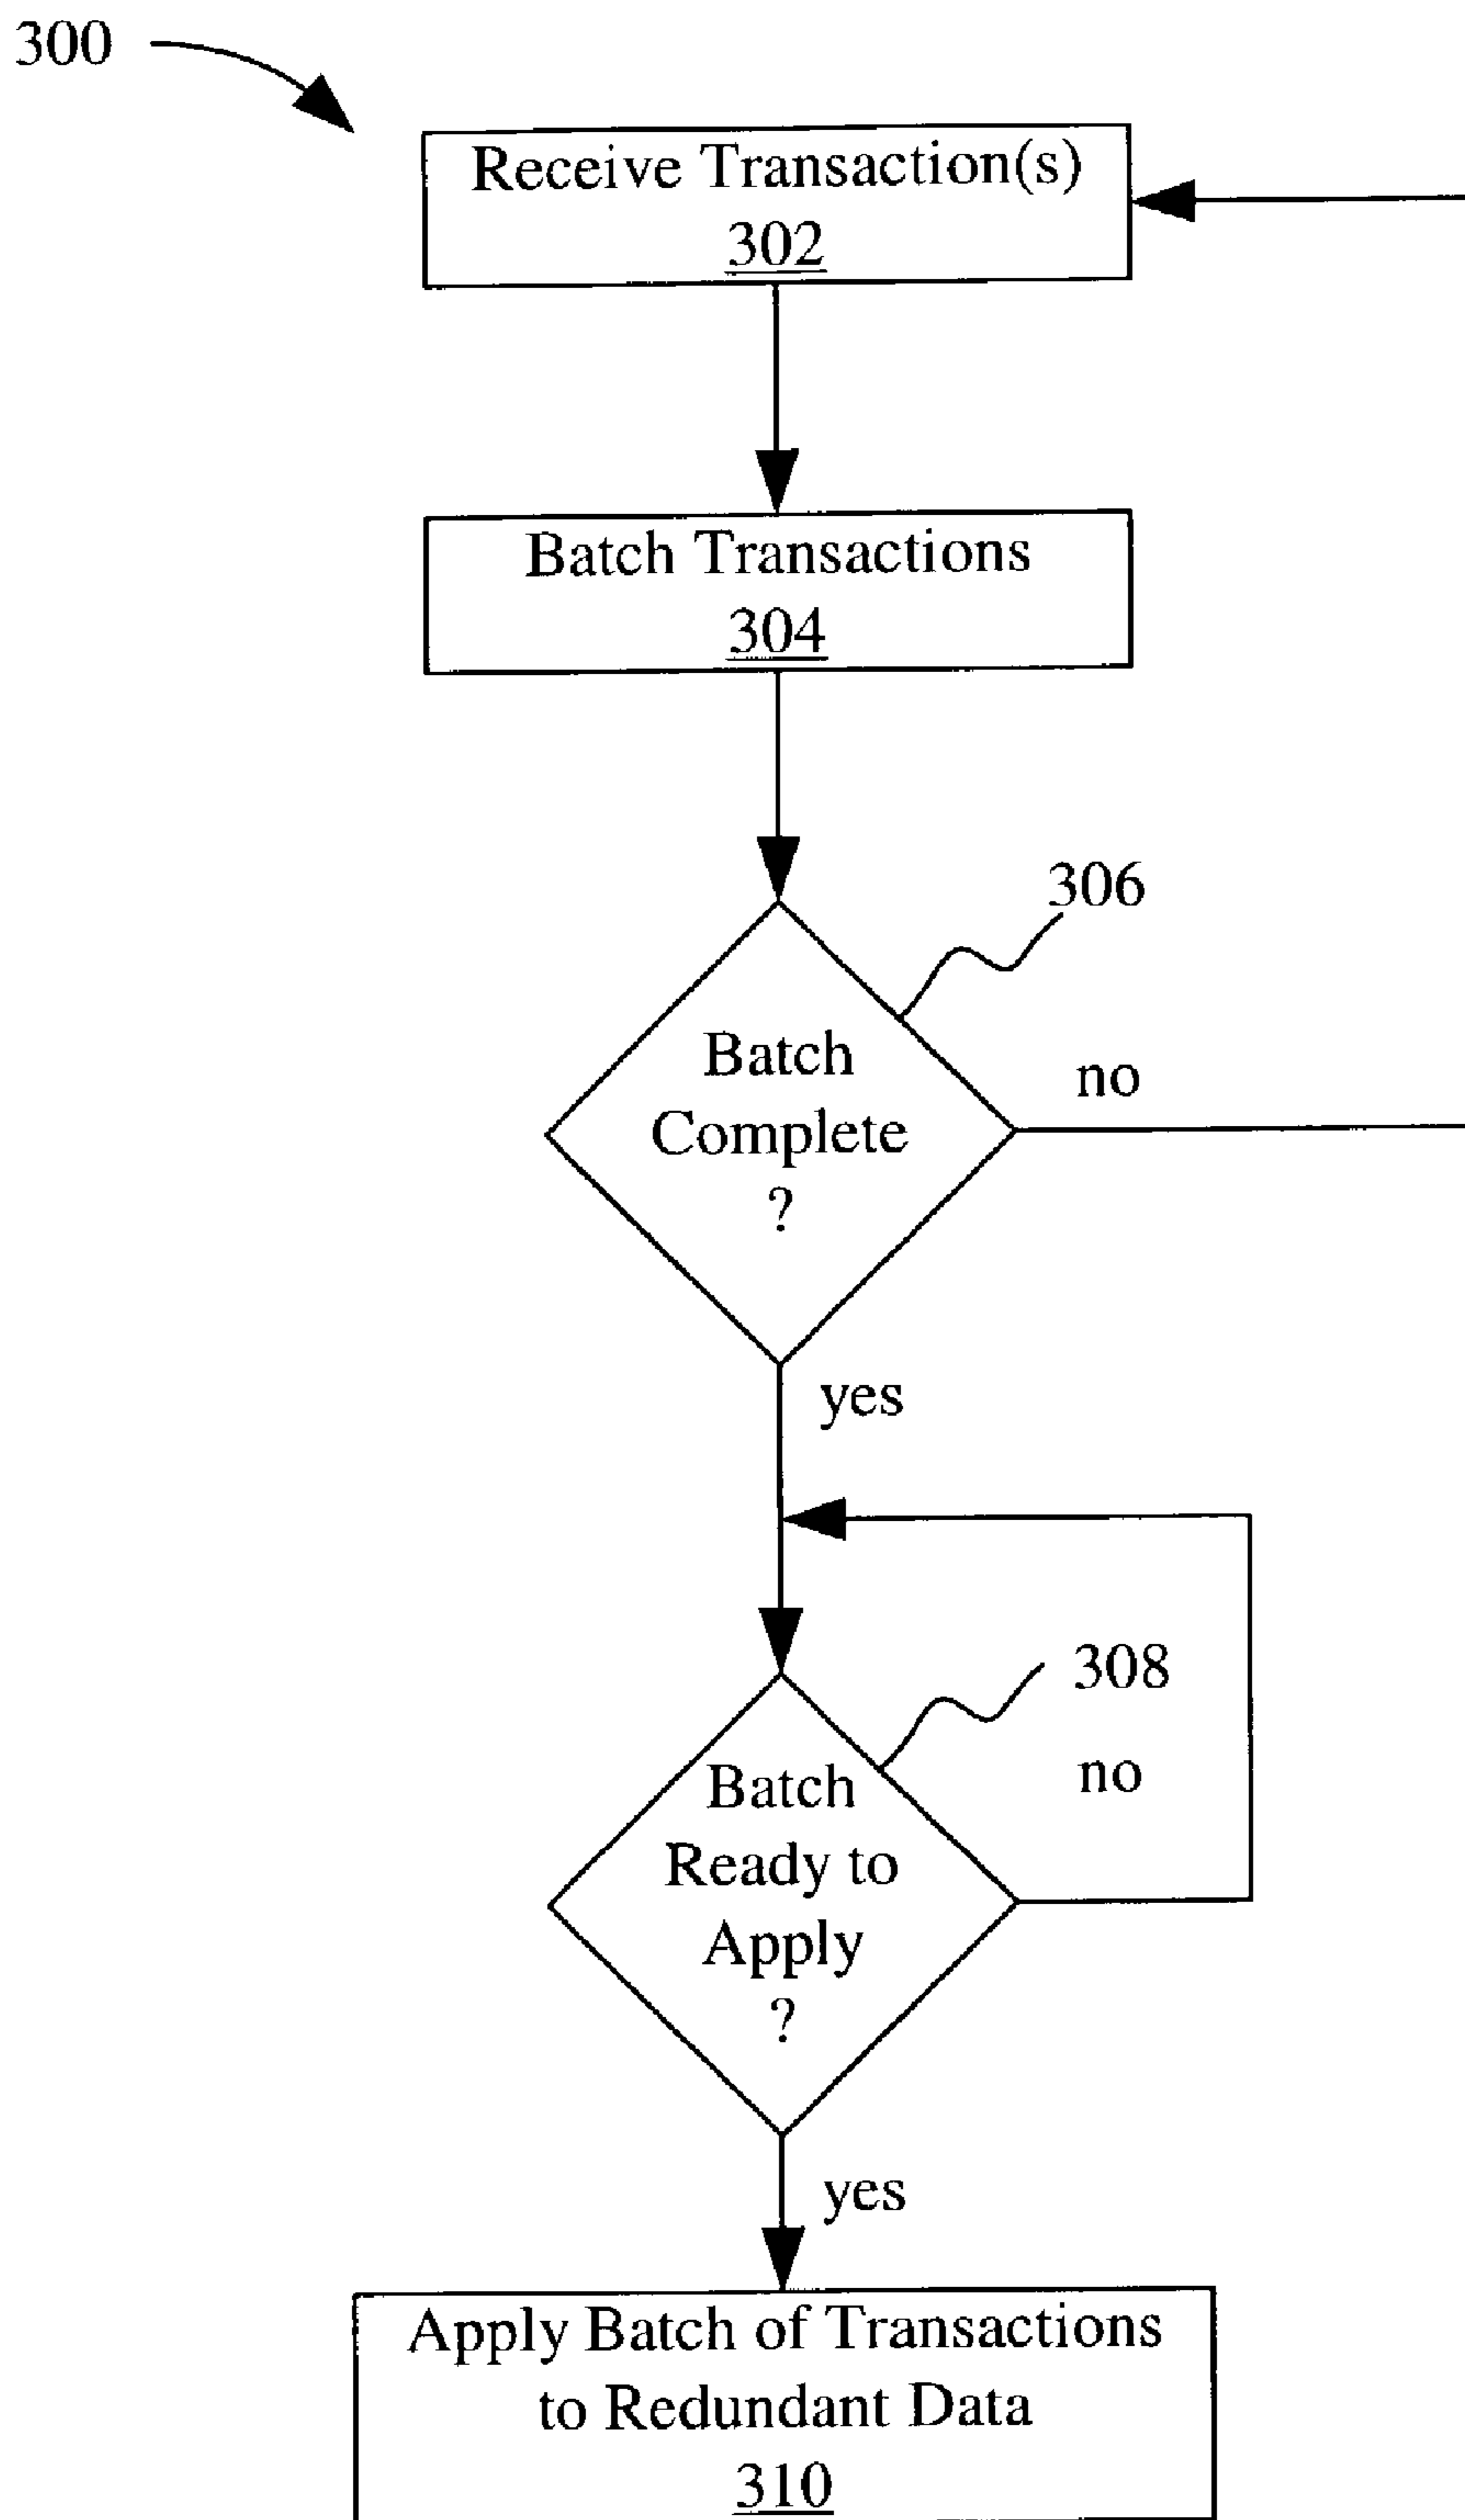 300
Receive Transaction(s)
302
Batch Transactions
304
306
Batch
Complete
?
no
yes
308
no
Batch
Ready to
Apply
?
yes
Apply Batch of Transactions
to Redundant Data
310